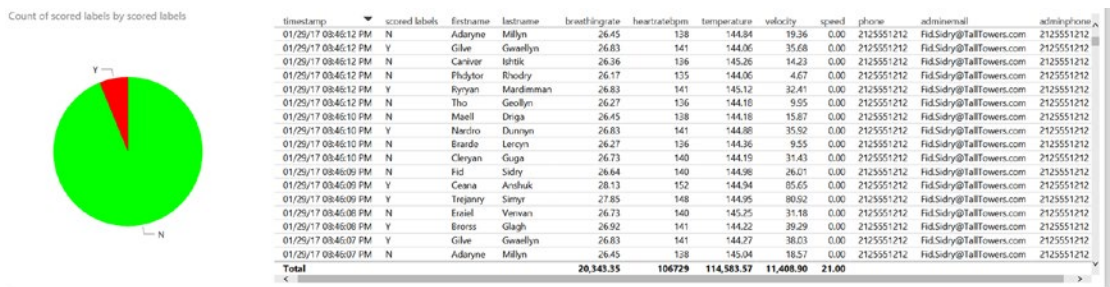 Count of scored labels by scored labels
Y
N
timestamp scored labels firstname lastname breathingrate heartratebpm temperature velocity speed phone adminemail adminphone
01/29/17 08:46:12 PM N Adaryne Millyn 26.45 138 144.84 19.36 0.00 2125551212 Fid.Sidry@TallTowers.com 2125551212
01/29/17 08:46:12 PM Y Gilve Gwaellyn 26.83 141 144.06 35.68 0.00 2125551212 Fid.Sidry@TallTowers.com 2125551212
01/29/17 08:46:12 PM N Caniver Ishtik 26.36 136 145.26 14.23 0.00 2125551212 Fid.Sidry@TallTowers.com 2125551212
01/29/17 08:46:12 PM N Phdytor Rhodry 26.17 135 144.06 4.67 0.00 2125551212 Fid.Sidry@TallTowers.com 2125551212
01/29/17 08:46:12 PM Y Ryryan Mardimman 26.83 141 145.12 32.41 0.00 2125551212 Fid.Sidry@TallTowers.com 2125551212
01/29/17 08:46:12 PM N Tho Geollyn 26.27 136 144.18 9.95 0.00 2125551212 Fid.Sidry@TallTowers.com 2125551212
01/29/17 08:46:10 PM N Maell Driga 26.45 138 144.18 15.87 0.00 2125551212 Fid.Sidry@TallTowers.com 2125551212
01/29/17 08:46:10 PM Y Nardro Dunnyn 26.83 141 144.88 35.92 0.00 2125551212 Fid.Sidry@TallTowers.com 2125551212
01/29/17 08:46:10 PM N Brarde Lercyn 26.27 136 144.36 9.55 0.00 2125551212 Fid.Sidry@TallTowers.com 2125551212
01/29/17 08:46:10 PM Y Cleryan Guga 26.73 140 144.19 31.43 0.00 2125551212 Fid.Sidry@TallTowers.com 2125551212
01/29/17 08:46:09 PM N Fid Sidry 26.64 140 144.98 26.01 0.00 2125551212 Fid.Sidry@TallTowers.com 2125551212
01/29/17 08:46:09 PM Y Ceana Anshuk 28.13 152 144.94 85.65 0.00 2125551212 Fid.Sidry@TallTowers.com 2125551212
01/29/17 08:46:09 PM Y Trejanry Simyr 27.85 148 144.95 80.92 0.00 2125551212 Fid.Sidry@TallTowers.com 2125551212
01/29/17 08:46:08 PM N Eraiel Venvan 26.73 140 145.25 31.18 0.00 2125551212 Fid.Sidry@TallTowers.com 2125551212
01/29/17 08:46:08 PM Y Brorss Glagh 26.92 141 144.22 39.29 0.00 2125551212 Fid.Sidry@TallTowers.com 2125551212
01/29/17 08:46:07 PM Y Gilve Gwaellyn 26.83 141 144.27 38.03 0.00 2125551212 Fid.Sidry@TallTowers.com 2125551212
01/29/17 08:46:07 PM N Adaryne Millyn 26.45 138 145.04 18.57 0.00 2125551212 Fid.Sidry@TallTowers.com 2125551212
Total 20,343.35 106729 114,583.57 11,408.90 21.00